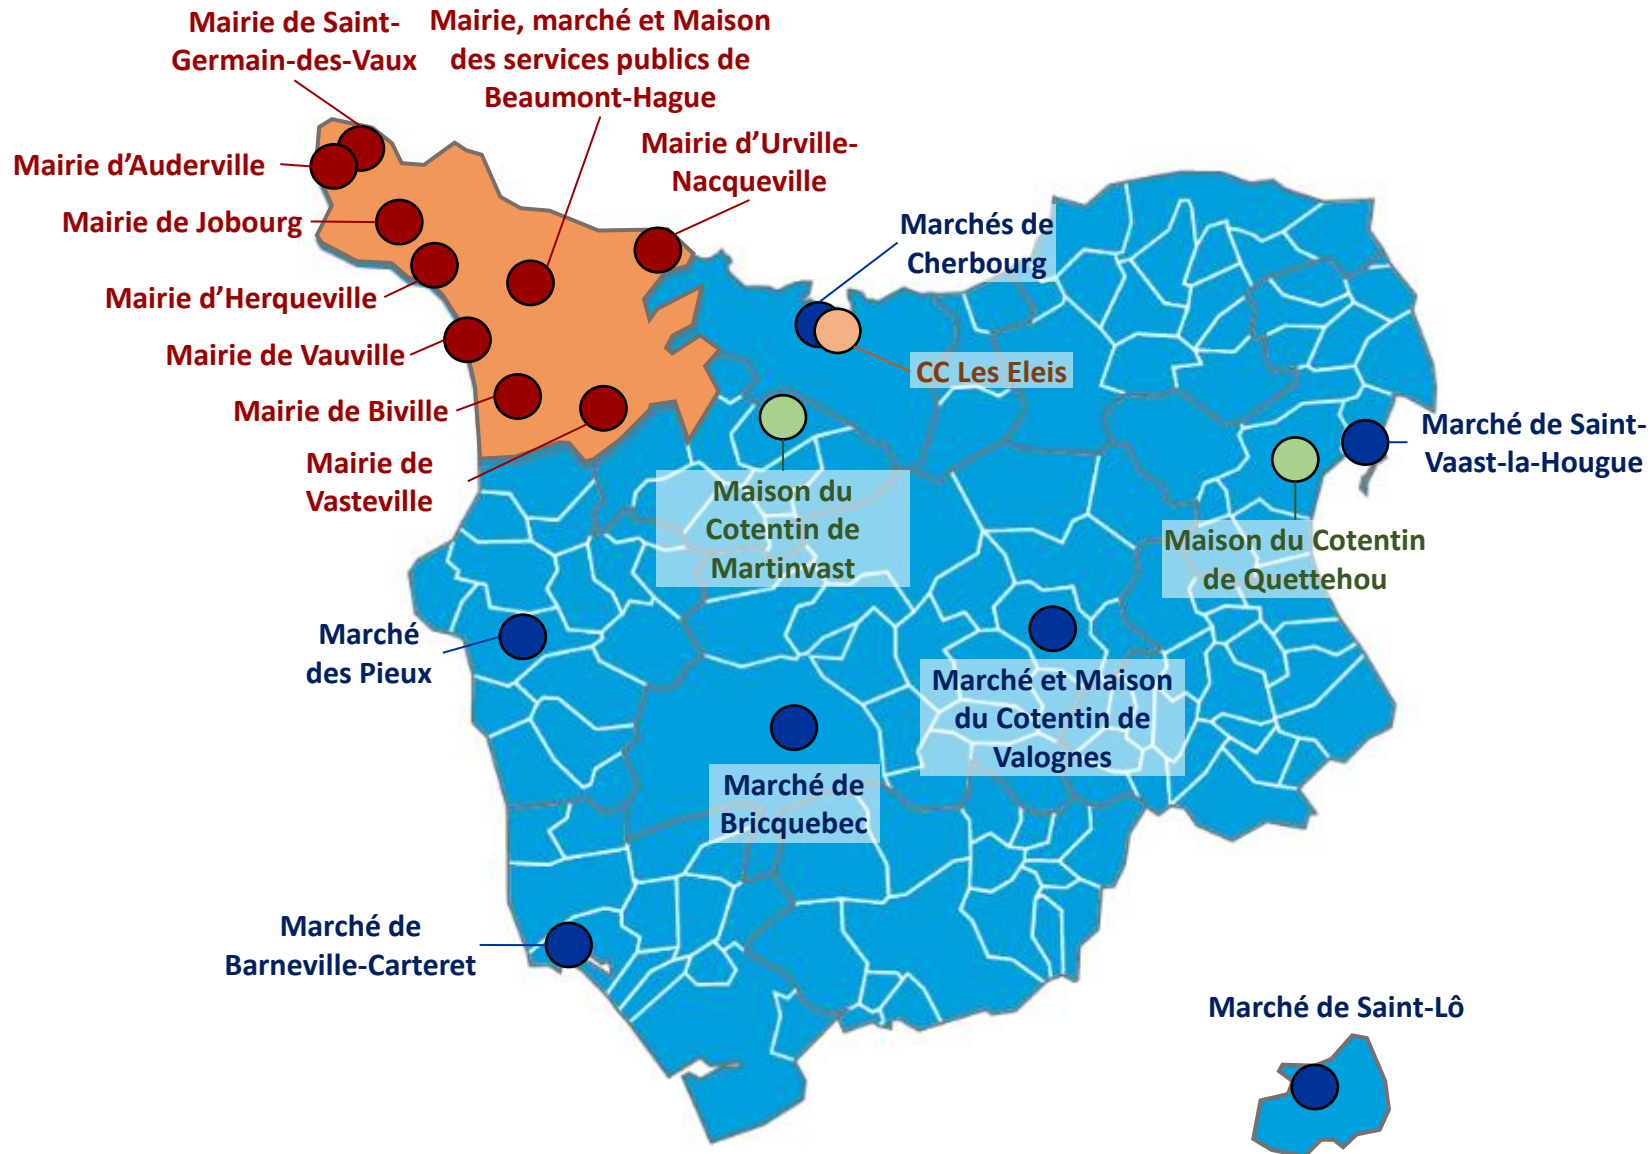 Mairie de Saint-
Germain-des-Vaux
Mairie, marché et Maison
des services publics de
Beaumont-Hague
Mairie d’Urville-
Nacqueville
Mairie d’Auderville
Mairie de Jobourg
Mairie d’Herqueville
Mairie de Vauville
Mairie de Biville
Mairie de
Vasteville
Marchés de
Cherbourg
CC Les Eleis
Marché de Saint-
Vaast-la-Hougue
Maison du
Cotentin de
Martinvast
Maison du Cotentin
de Quettehou
Marché
des Pieux
Marché et Maison
du Cotentin de
Valognes
Marché de
Bricquebec
Marché de
Barneville-Carteret
Marché de Saint-Lô